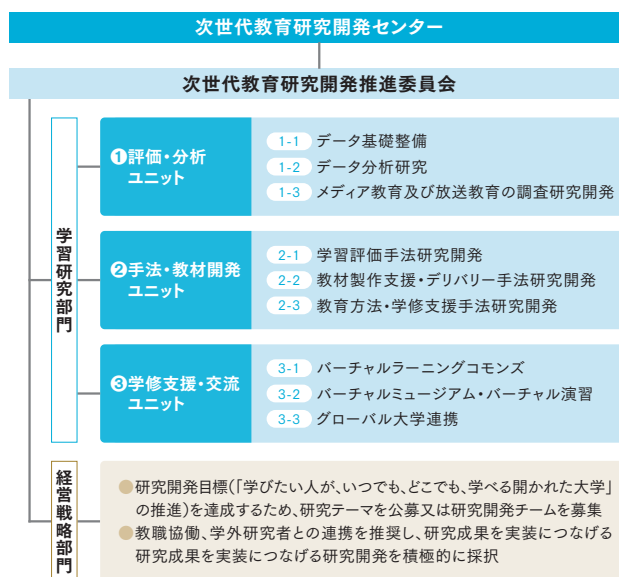 次世代教育研究開発センター
次世代教育研究開発推進委員会
学習研究部門
❶評価・分析
ユニット
1-1 データ基礎整備
1-2 データ分析研究
1-3 メディア教育及び放送教育の調査研究開発
❷手法・教材開発
ユニット
2-1 学習評価手法研究開発
2-2 教材製作支援・デリバリー手法研究開発
2-3 教育方法・学修支援手法研究開発
❸学修支援・交流
ユニット
3-1 バーチャルラーニングコモンズ
3-2 バーチャルミュージアム・バーチャル演習
3-3 グローバル大学連携
経営戦略部門
●研究開発目標(「学びたい人が、いつでも、どこでも、学べる開かれた大学」
の推進)を達成するため、研究テーマを公募又は研究開発チームを募集
●教職協働、学外研究者との連携を推奨し、研究成果を実装につなげる
研究成果を実装につなげる研究開発を積極的に採択